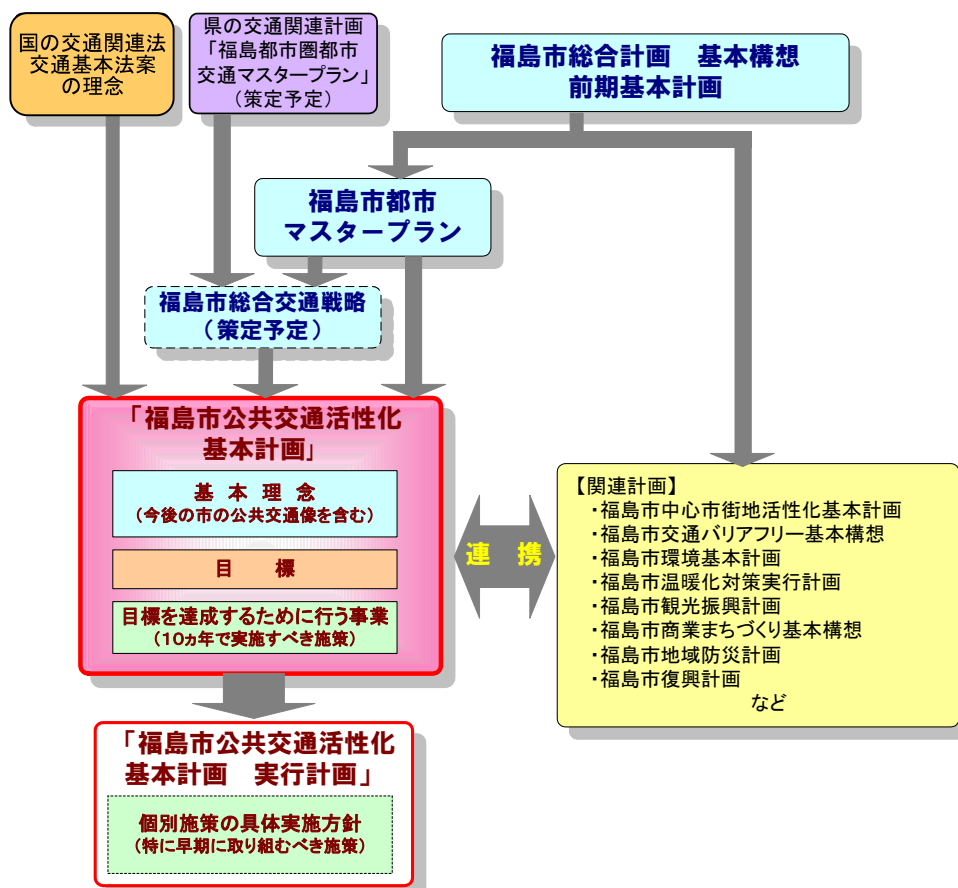 国の交通関連法
交通基本法案
の理念
県の交通関連計画
「福島都市圏都市
交通マスタープラン」
(策定予定)
福島市総合計画　基本構想
前期基本計画
福島市都市
マスタープラン
福島市総合交通戦略
(策定予定)
「福島市公共交通活性化
基本計画」
基 本 理 念
(今後の市の公共交通像を含む)
目　標
目標を達成するために行う事業
(10ヵ年で実施すべき施策)
連　携
【関連計画】
・福島市中心市街地活性化基本計画
・福島市交通バリアフリー基本構想
・福島市環境基本計画
・福島市温暖化対策実行計画
・福島市観光振興計画
・福島市商業まちづくり基本構想
・福島市地域防災計画
・福島市復興計画
など
「福島市公共交通活性化
基本計画　実行計画」
個別施策の具体実施方針
(特に早期に取り組むべき施策)